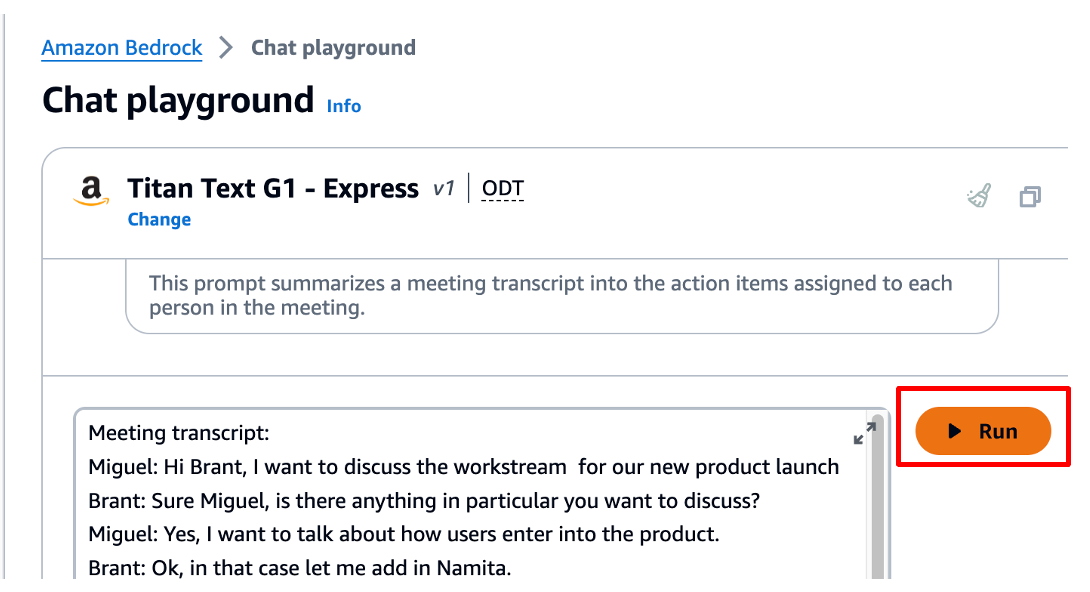 Amazon Bedrock > Chat playground
Chat playground Info
a
Titan Text G1 - Express v1 | ODT
Change
This prompt summarizes a meeting transcript into the action items assigned to each
person in the meeting.
Meeting transcript:
Miguel: Hi Brant, I want to discuss the workstream  for our new product launch
Brant: Sure Miguel, is there anything in particular you want to discuss?
Miguel: Yes, I want to talk about how users enter into the product.
Brant: Ok, in that case let me add in Namita.
Run